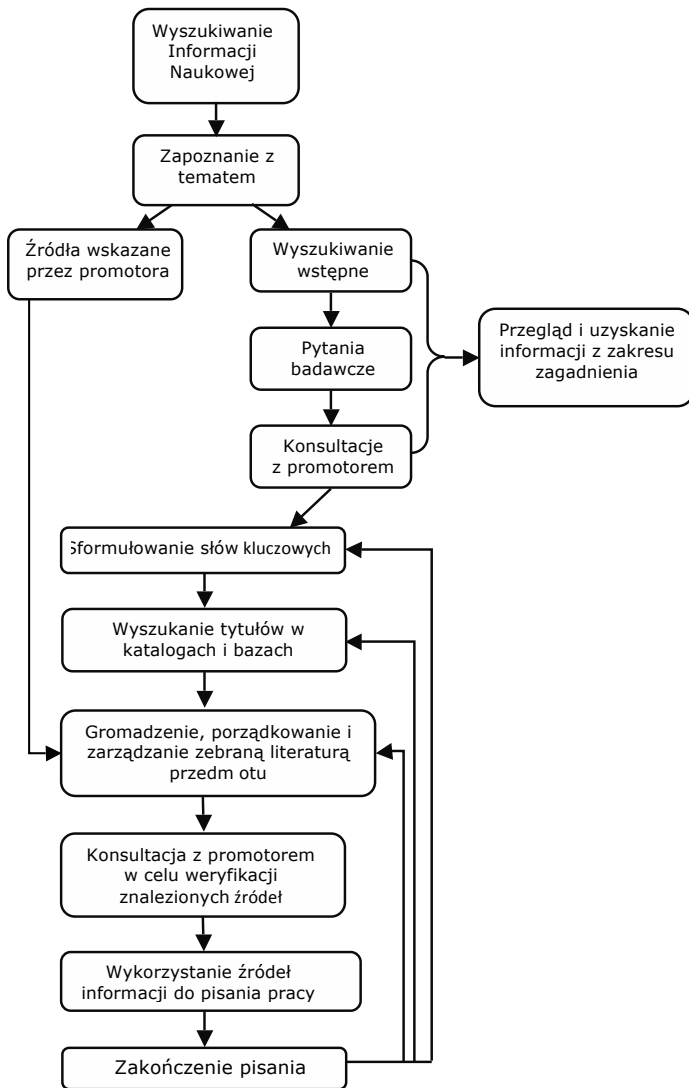 Wyszukiwanie
Informacji
Naukowej
Zapoznanie z
tematem
Źródła wskazane
przez promotora
Wyszukiwanie
wstępne
Pytania
badawcze
Przegląd i uzyskanie
informacji z zakresu
zagadnienia
Konsultacje
z promotorem
Sformułowanie słów kluczowych
Wyszukanie tytułów w
katalogach i bazach
Gromadzenie, porządkowanie i
zarządzanie zebraną literaturą
przedm otu
Konsultacja z promotorem
w celu weryfikacji
znalezionych źródeł
Wykorzystanie źródeł
informacji do pisania pracy
Zakończenie pisania